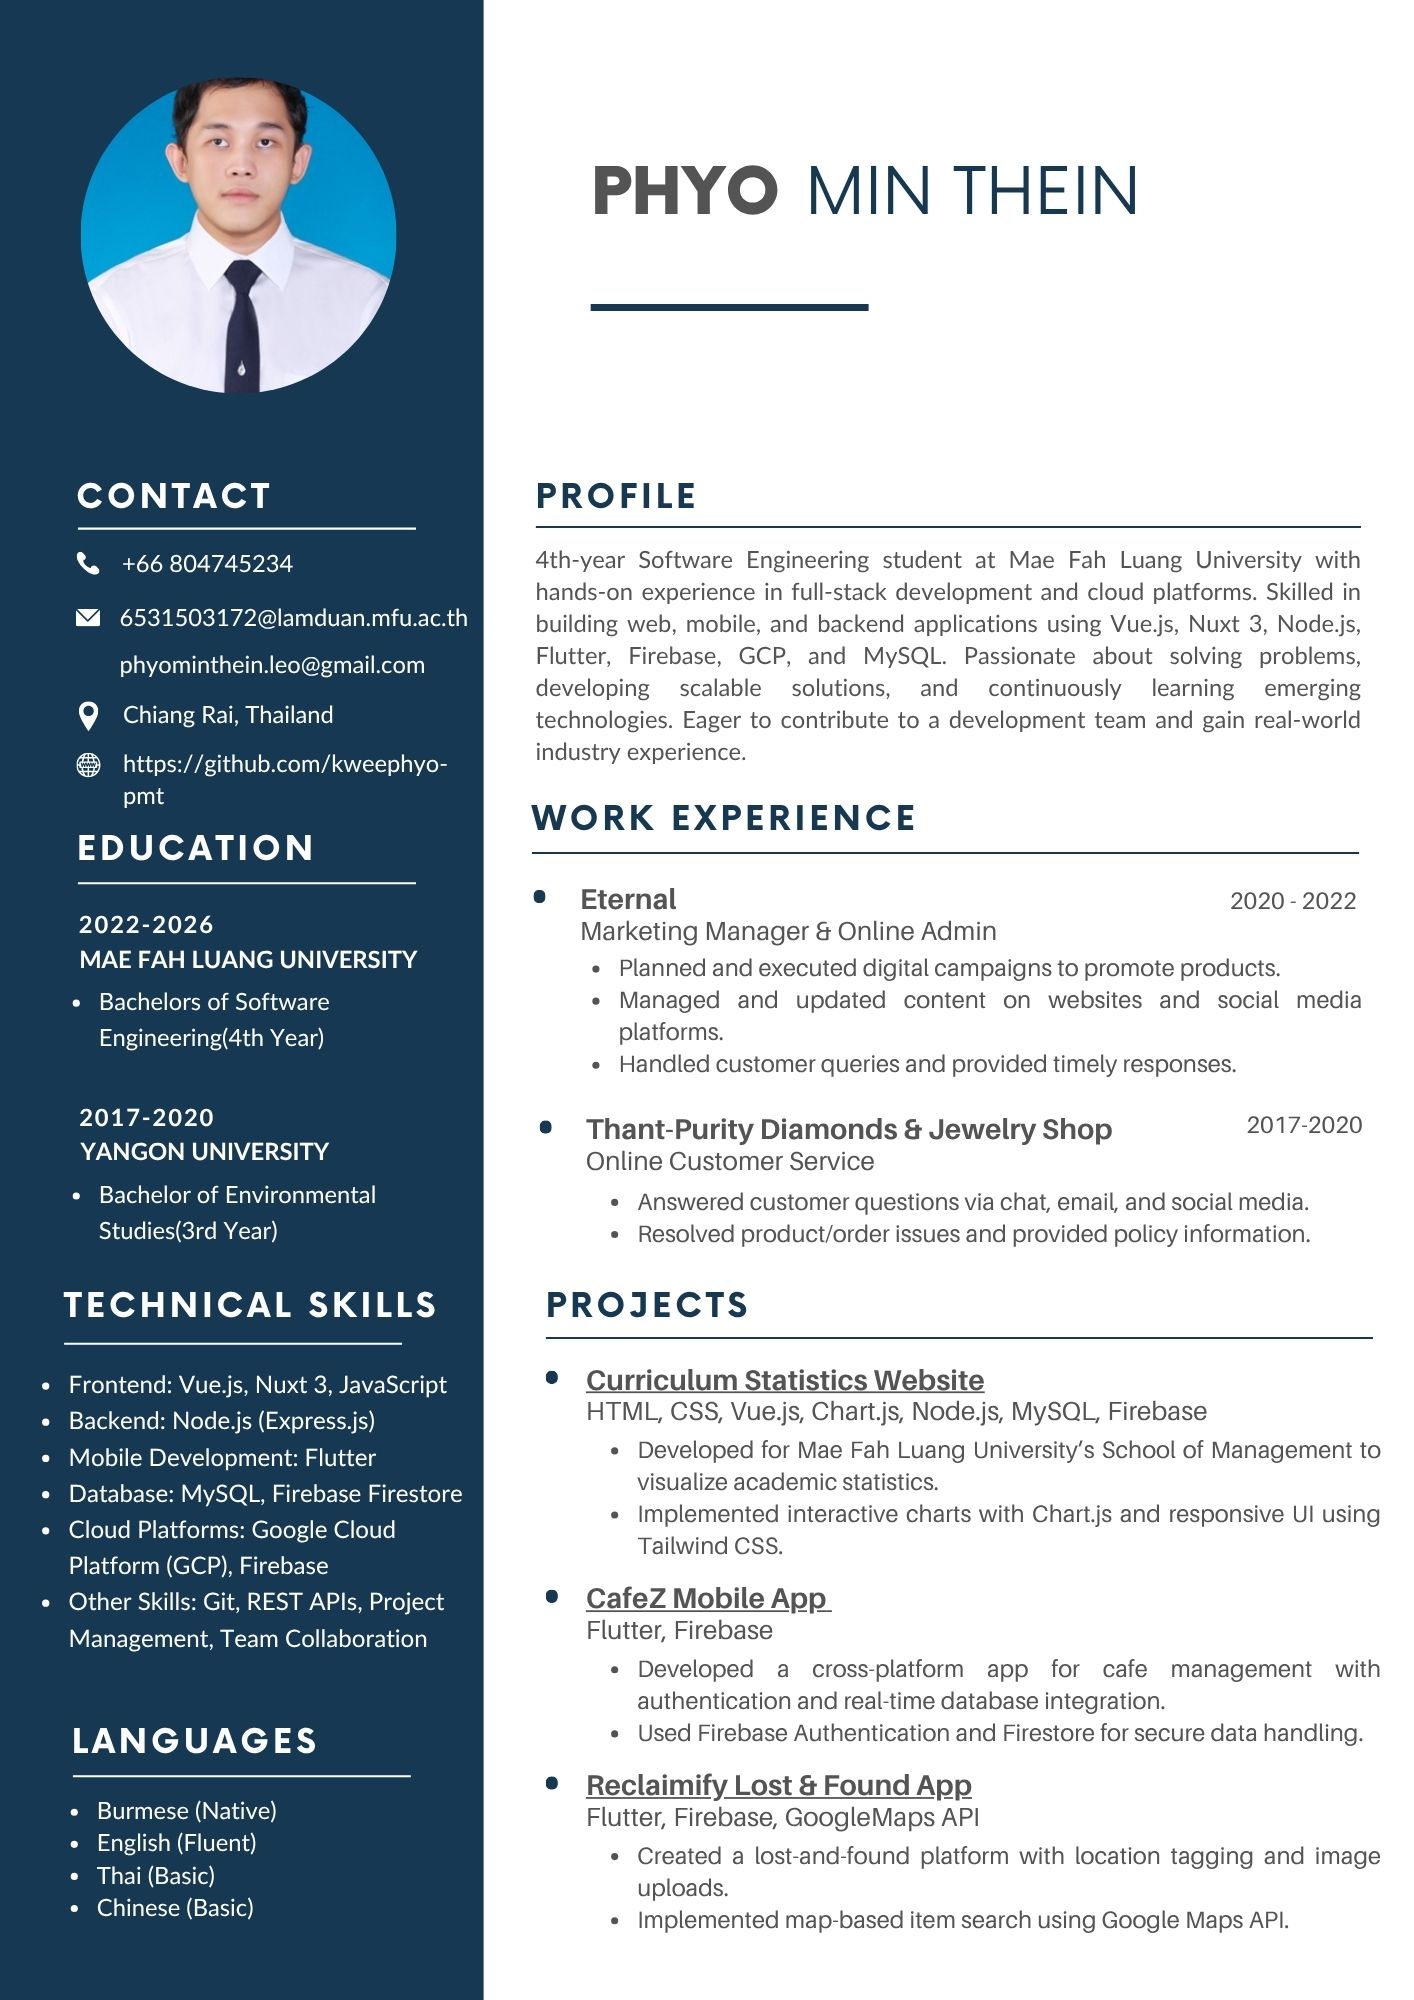 PHYO MIN THEIN
CONTACT
+66 804745234
6531503172@lamduan.mfu.ac.th
phyominthein.leo@gmail.com
Chiang Rai, Thailand
https://github.com/kweephyo-
pmt
EDUCATION
2022-2026
MAE FAH LUANG UNIVERSITY
• Bachelors of Software
Engineering(4th Year)
2017-2020
YANGON UNIVERSITY
• Bachelor of Environmental
Studies(3rd Year)
TECHNICAL SKILLS
• Frontend: Vue.js, Nuxt 3, JavaScript
• Backend: Node.js (Express.js)
• Mobile Development: Flutter
• Database: MySQL, Firebase Firestore
• Cloud Platforms: Google Cloud
Platform (GCP), Firebase
• Other Skills: Git, REST APIs, Project
Management, Team Collaboration
LANGUAGES
• Burmese (Native)
• English (Fluent)
• Thai (Basic)
• Chinese (Basic)
PROFILE
4th-year Software Engineering student at Mae Fah Luang University with
hands-on experience in full-stack development and cloud platforms. Skilled in
building web, mobile, and backend applications using Vue.js, Nuxt 3, Node.js,
Flutter, Firebase, GCP, and MySQL. Passionate about solving problems,
developing scalable solutions, and continuously learning emerging
technologies. Eager to contribute to a development team and gain real-world
industry experience.
WORK EXPERIENCE
• Eternal 2020 - 2022
Marketing Manager & Online Admin
• Planned and executed digital campaigns to promote products.
• Managed and updated content on websites and social media
platforms.
• Handled customer queries and provided timely responses.
• Thant-Purity Diamonds & Jewelry Shop 2017-2020
Online Customer Service
• Answered customer questions via chat, email, and social media.
• Resolved product/order issues and provided policy information.
PROJECTS
• Curriculum Statistics Website
HTML, CSS, Vue.js, Chart.js, Node.js, MySQL, Firebase
• Developed for Mae Fah Luang University’s School of Management to
visualize academic statistics.
• Implemented interactive charts with Chart.js and responsive UI using
Tailwind CSS.
• CafeZ Mobile App
Flutter, Firebase
• Developed a cross-platform app for cafe management with
authentication and real-time database integration.
• Used Firebase Authentication and Firestore for secure data handling.
• Reclaimify Lost & Found App
Flutter, Firebase, GoogleMaps API
• Created a lost-and-found platform with location tagging and image
uploads.
• Implemented map-based item search using Google Maps API.